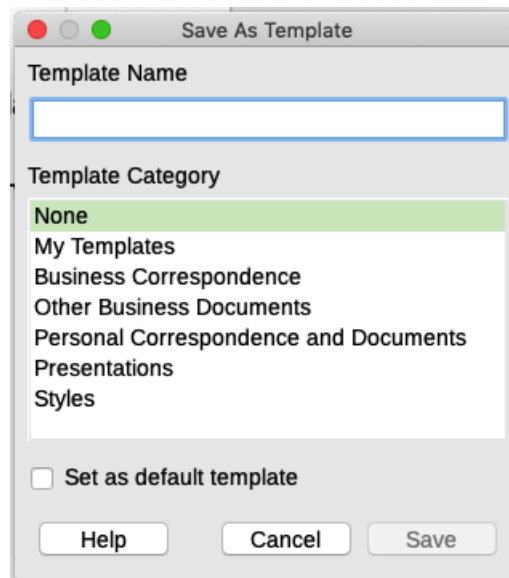 Save As Template
Template Name
Template Category
None
My Templates
Business Correspondence
Other Business Documents
Personal Correspondence and Documents
Presentations
Styles
Set as default template
Help Cancel Save